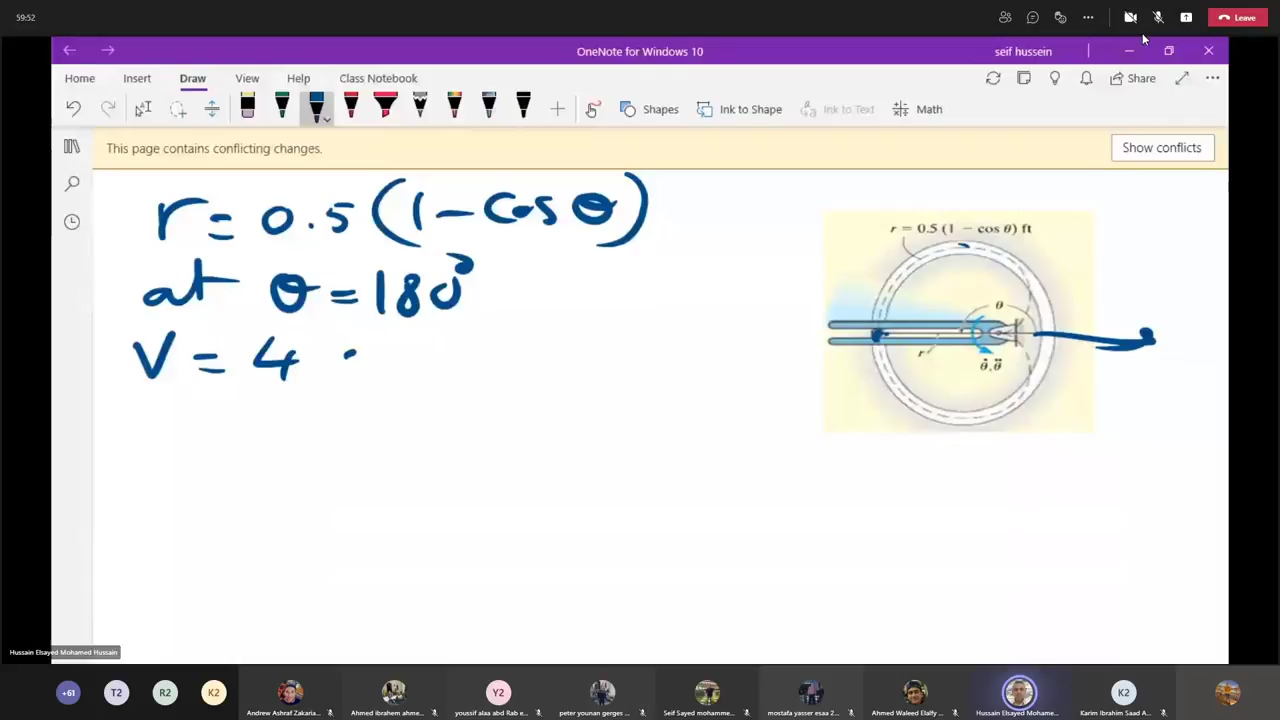 59:52
Leave
OneNote for Windows 10
seif hussein
Home Insert Draw View Help Class Notebook
Share
Shapes Ink to Shape Ink to Text Math
This page contains conflicting changes.
Show conflicts
r = 0.5 (1 - cos θ)
at θ = 180°
V = 4 .
r = 0.5 (1 − cos θ) ft
θ
r
θ̇, θ̈
Hussain Elsayed Mohamed Hussain
+61 T2 R2 K2 Y2 K2
Andrew Ashraf Zakaria... Ahmed ibrahem ahme... youssif alaa abd Rab e... peter younan gerges ... Seif Sayed mohamme... mostafa yasser esaa 2... Ahmed Waleed Elalfy ... Hussain Elsayed Mohame... Karim Ibrahim Saad A...